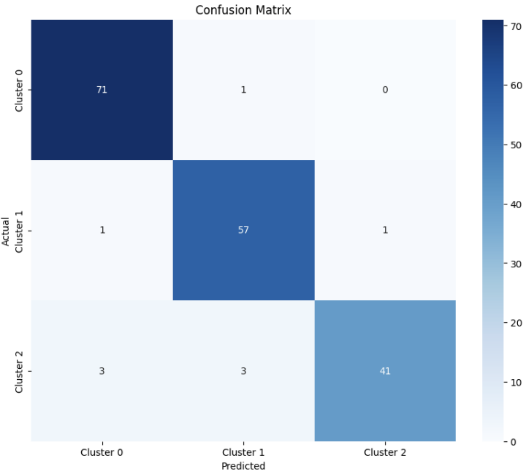 Confusion Matrix
Cluster 0
71 1 0
Cluster 1
1 57 1
Cluster 2
3 3 41
Actual
Cluster 0 Cluster 1 Cluster 2
Predicted
70
60
50
40
30
20
10
0